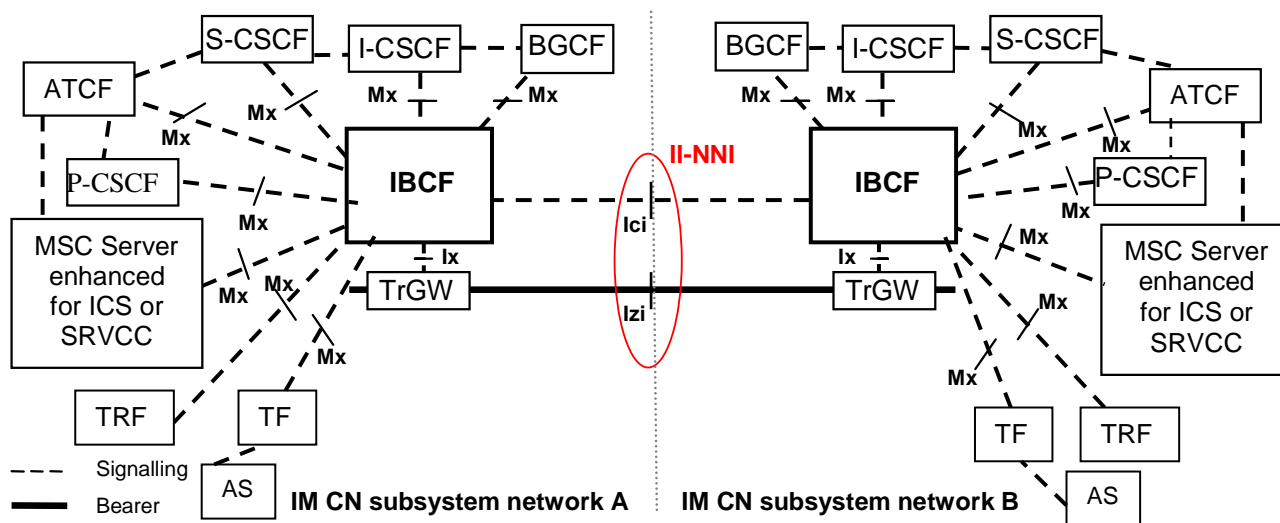 S-CSCF
I-CSCF
BGCF
BGCF
I-CSCF
S-CSCF
ATCF
ATCF
Mx
Mx
Mx
Mx
Mx
Mx
Mx
Mx
II-NNI
P-CSCF
IBCF
IBCF
P-CSCF
Mx
Mx
Ici
MSC Server
enhanced
for ICS or
SRVCC
Mx
Mx
Mx
Ix
Ix
Mx
Mx
MSC Server
enhanced
for ICS or
SRVCC
TrGW
TrGW
Izi
Mx
TRF
TF
TF
TRF
Signalling
AS
AS
Bearer
IM CN subsystem network A
IM CN subsystem network B